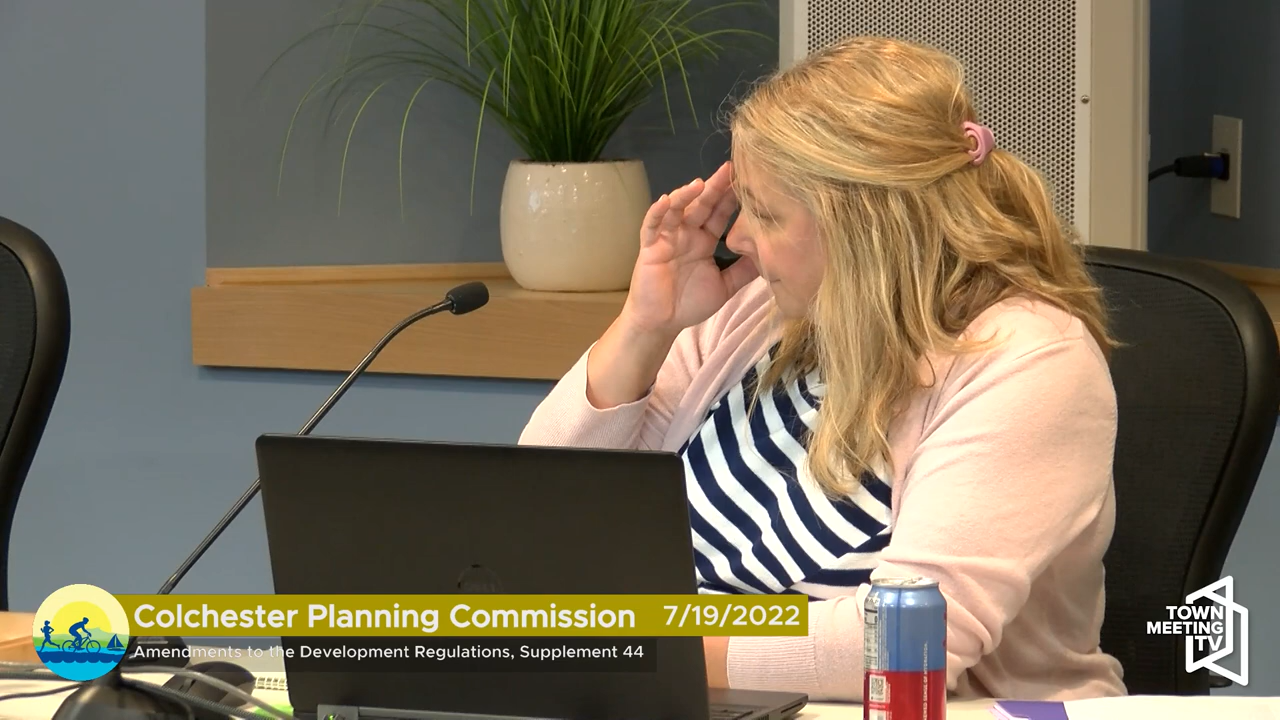 Colchester Planning Commission 7/19/2022
Amendments to the Development Regulations, Supplement 44
TOWN
MEETING
TV